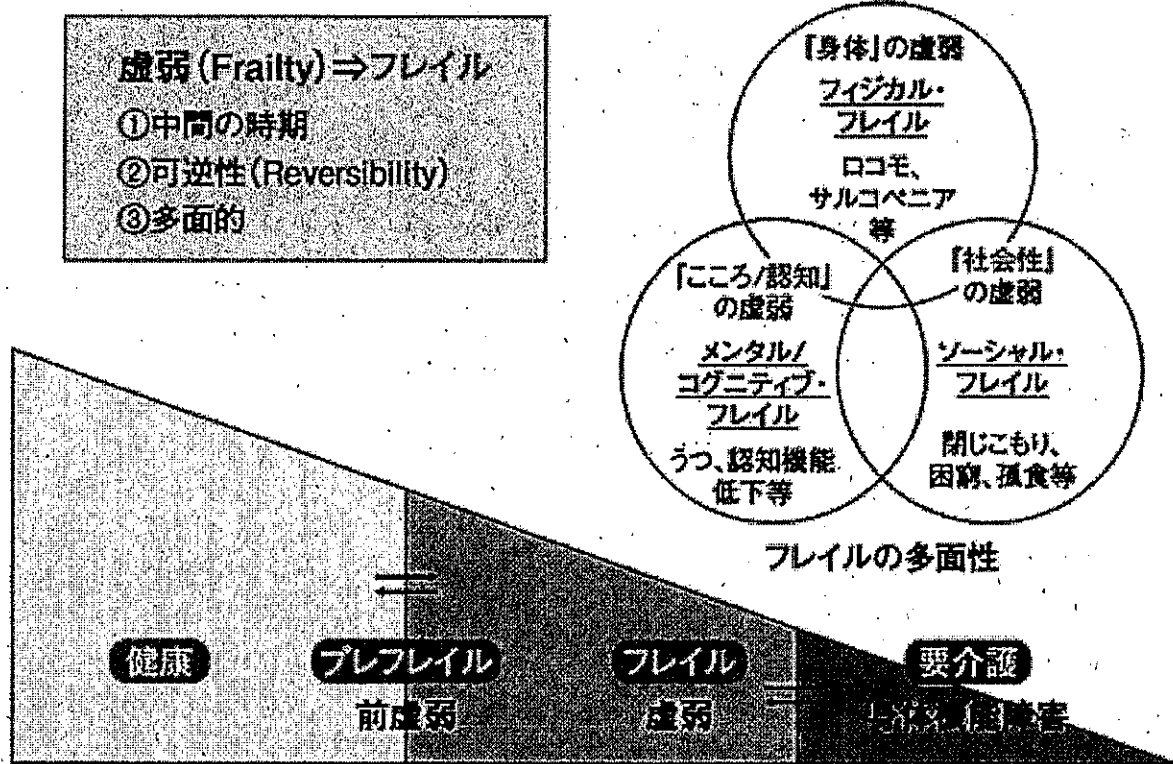 虚弱(Frailty)⇒フレイル
①中間の時期
②可逆性(Reversibility)
③多面的
『身体』の虚弱
フィジカル・
フレイル
ロコモ、
サルコペニア
等
『こころ/認知』
の虚弱
メンタル/
コグニティブ・
フレイル
うつ、認知機能
低下等
『社会性』
の虚弱
ソーシャル・
フレイル
閉じこもり、
困窮、孤食等
フレイルの多面性
健康
プレフレイル
前虚弱
フレイル
虚弱
要介護
身体機能障害